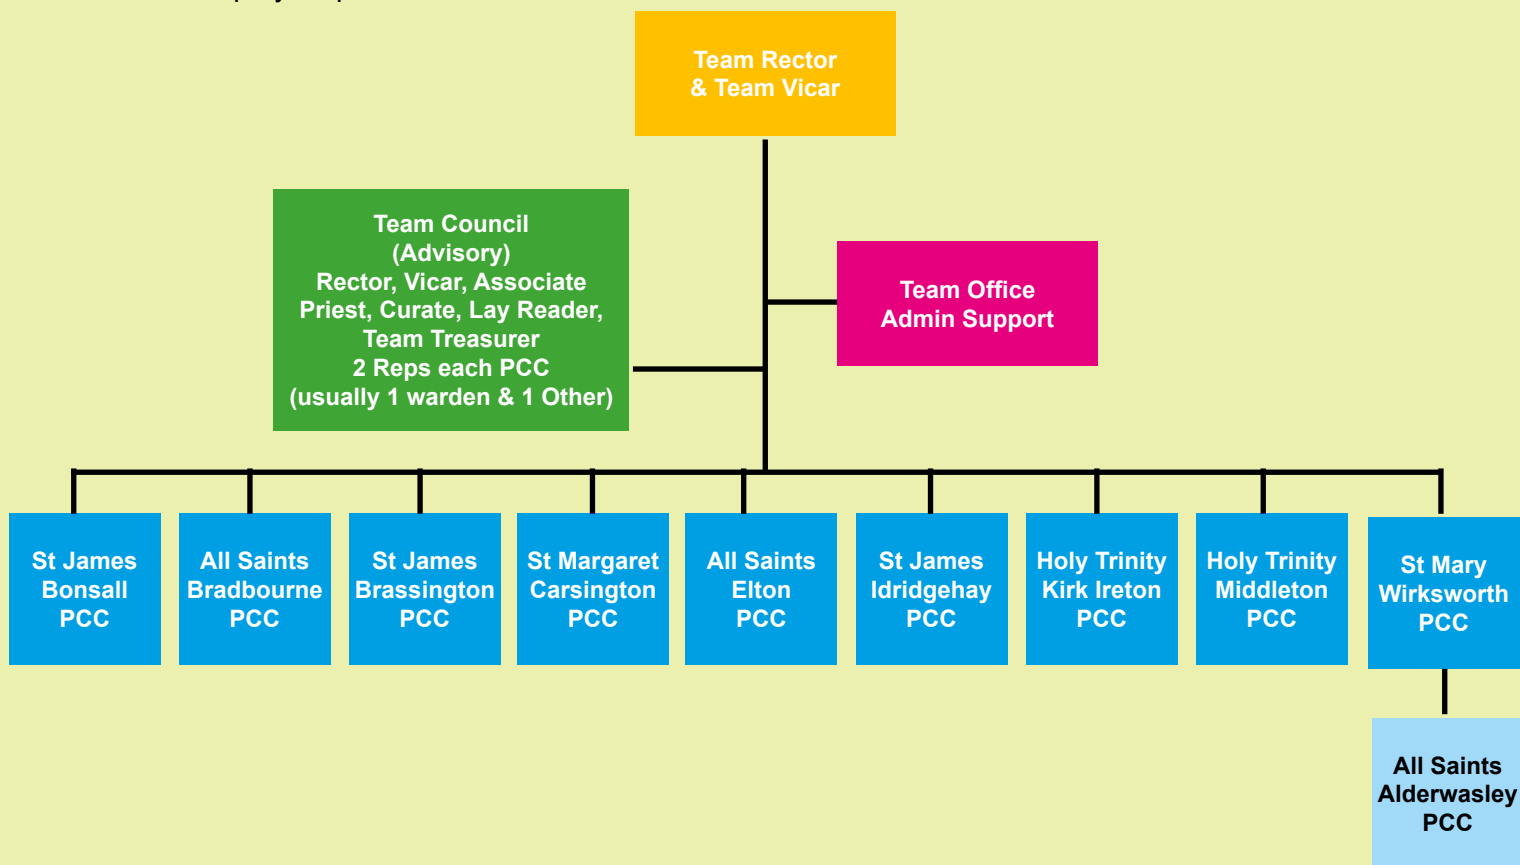 Team Rector
& Team Vicar
Team Council
(Advisory)
Rector, Vicar, Associate
Priest, Curate, Lay Reader,
Team Treasurer
2 Reps each PCC
(usually 1 warden & 1 Other)
Team Office
Admin Support
St James
Bonsall
PCC
All Saints
Bradbourne
PCC
St James
Brassington
PCC
St Margaret
Carsington
PCC
All Saints
Elton
PCC
St James
Idridgehay
PCC
Holy Trinity
Kirk Ireton
PCC
Holy Trinity
Middleton
PCC
St Mary
Wirksworth
PCC
All Saints
Alderwasley
PCC